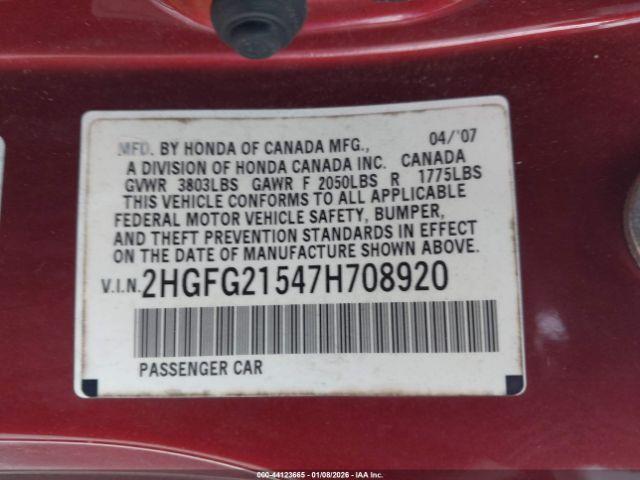 MFD. BY HONDA OF CANADA MFG., 04/'07
A DIVISION OF HONDA CANADA INC. CANADA
GVWR 3803LBS GAWR F 2050LBS R 1775LBS
THIS VEHICLE CONFORMS TO ALL APPLICABLE
FEDERAL MOTOR VEHICLE SAFETY, BUMPER,
AND THEFT PREVENTION STANDARDS IN EFFECT
ON THE DATE OF MANUFACTURE SHOWN ABOVE.
V.I.N. 2HGFG21547H708920
PASSENGER CAR
000-44123665 - 01/08/2026 - IAA Inc.